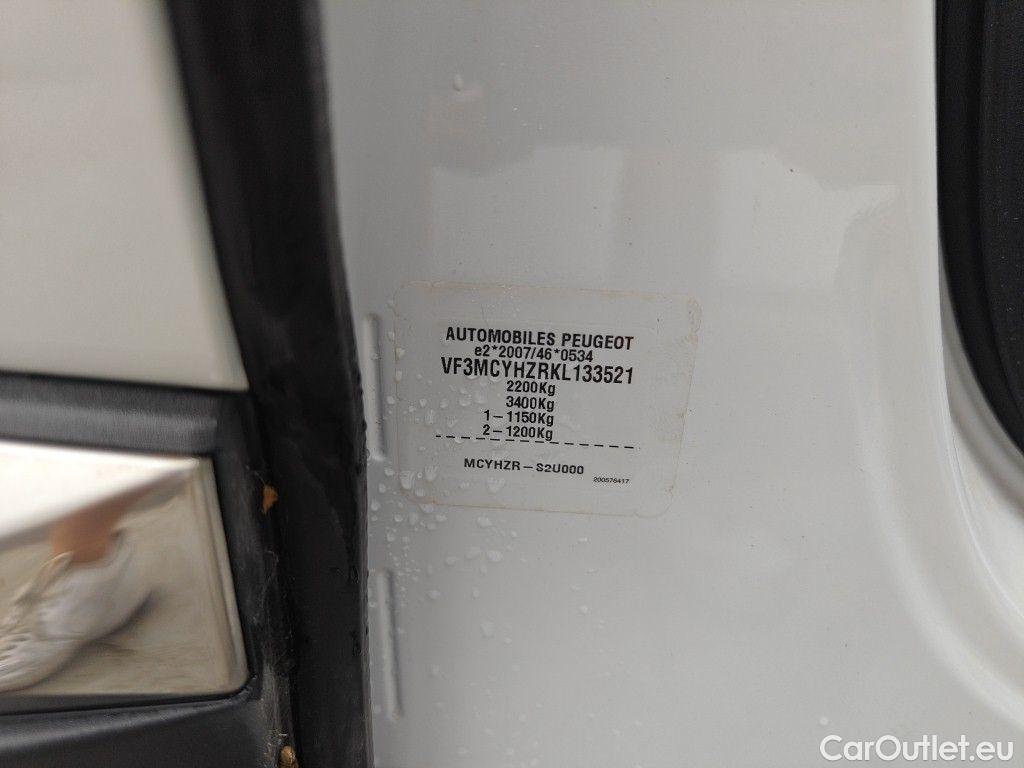 AUTOMOBILES PEUGEOT
e2*2007/46*0534
VF3MCYHZRKL133521
2200Kg
3400Kg
1-1150Kg
2-1200Kg
MCYHZR-S2U000
200576417
CarOutlet.eu